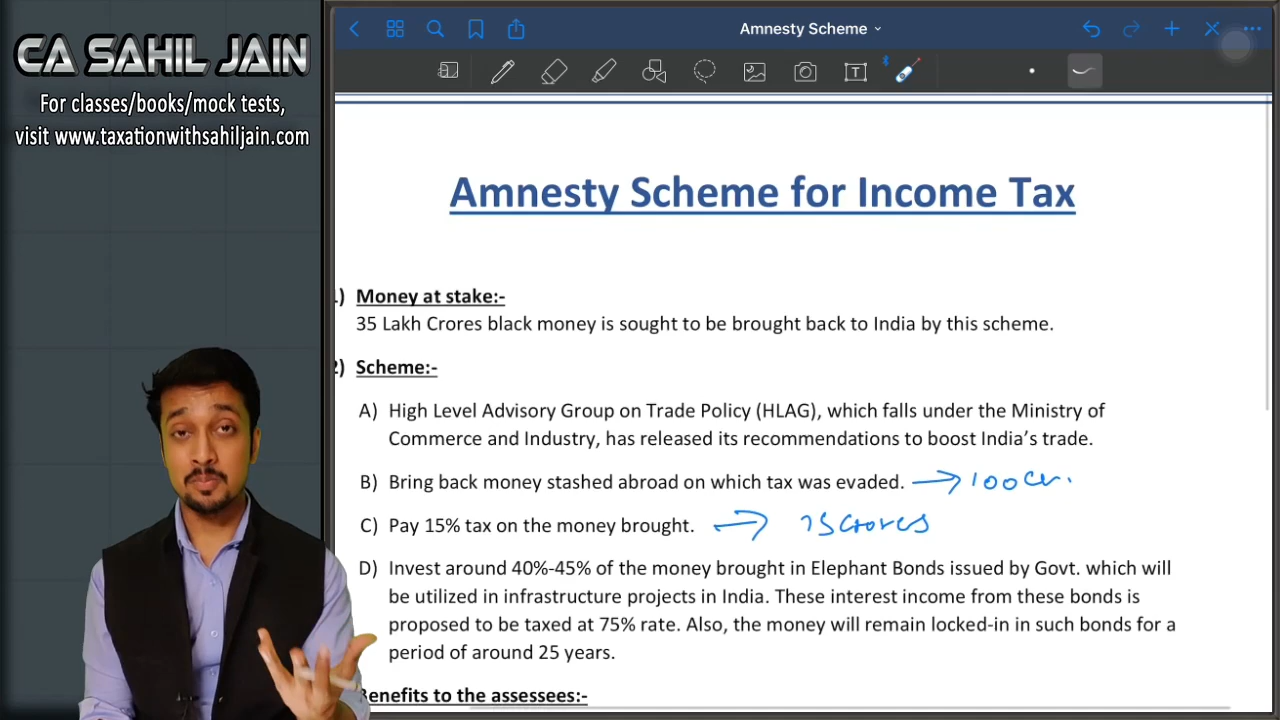 CA SAHIL JAIN
For classes/books/mock tests,
visit www.taxationwithsahiljain.com
Amnesty Scheme
T
Amnesty Scheme for Income Tax
) Money at stake:-
35 Lakh Crores black money is sought to be brought back to India by this scheme.
2) Scheme:-
A) High Level Advisory Group on Trade Policy (HLAG), which falls under the Ministry of
Commerce and Industry, has released its recommendations to boost India's trade.
B) Bring back money stashed abroad on which tax was evaded. → 100 Cr.
C) Pay 15% tax on the money brought. → 15 Crores
D) Invest around 40%-45% of the money brought in Elephant Bonds issued by Govt. which will
be utilized in infrastructure projects in India. These interest income from these bonds is
proposed to be taxed at 75% rate. Also, the money will remain locked-in in such bonds for a
period of around 25 years.
Benefits to the assessees:-